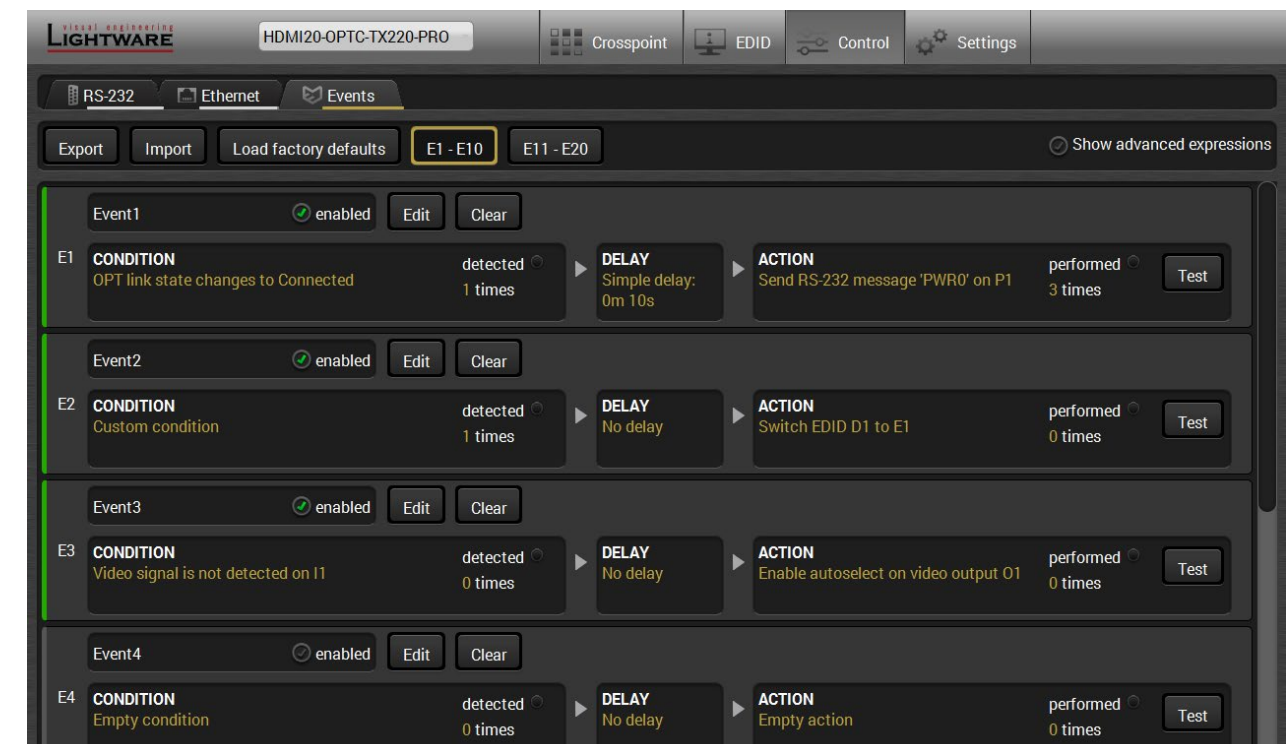 visual engineering
LIGHTWARE
HDMI20-OPTC-TX220-PRO
Crosspoint
EDID
Control
Settings
RS-232
Ethernet
Events
Export
Import
Load factory defaults
E1 - E10
E11 - E20
Show advanced expressions
Event1
enabled
Edit
Clear
E1
CONDITION
OPT link state changes to Connected
detected
1 times
DELAY
Simple delay:
0m 10s
ACTION
Send RS-232 message 'PWR0' on P1
performed
3 times
Test
Event2
enabled
Edit
Clear
E2
CONDITION
Custom condition
detected
1 times
DELAY
No delay
ACTION
Switch EDID D1 to E1
performed
0 times
Test
Event3
enabled
Edit
Clear
E3
CONDITION
Video signal is not detected on I1
detected
0 times
DELAY
No delay
ACTION
Enable autoselect on video output O1
performed
0 times
Test
Event4
enabled
Edit
Clear
E4
CONDITION
Empty condition
detected
0 times
DELAY
No delay
ACTION
Empty action
performed
0 times
Test